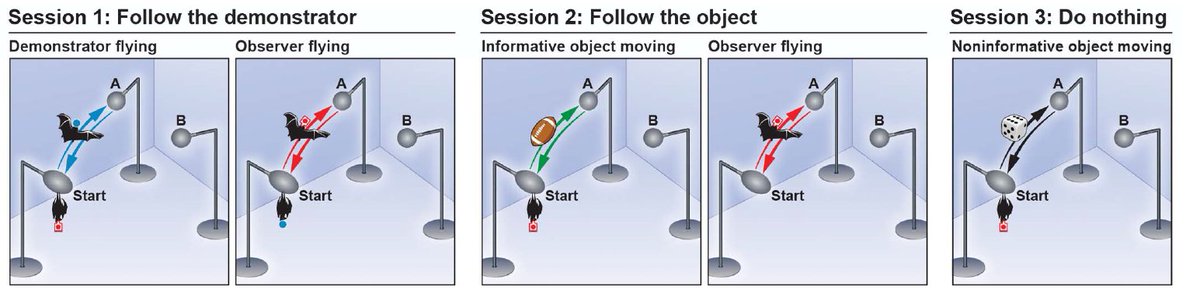 Session 1: Follow the demonstrator
Demonstrator flying
A
B
Start
Observer flying
A
B
Start
Session 2: Follow the object
Informative object moving
A
B
Start
Observer flying
A
B
Start
Session 3: Do nothing
Noninformative object moving
A
B
Start